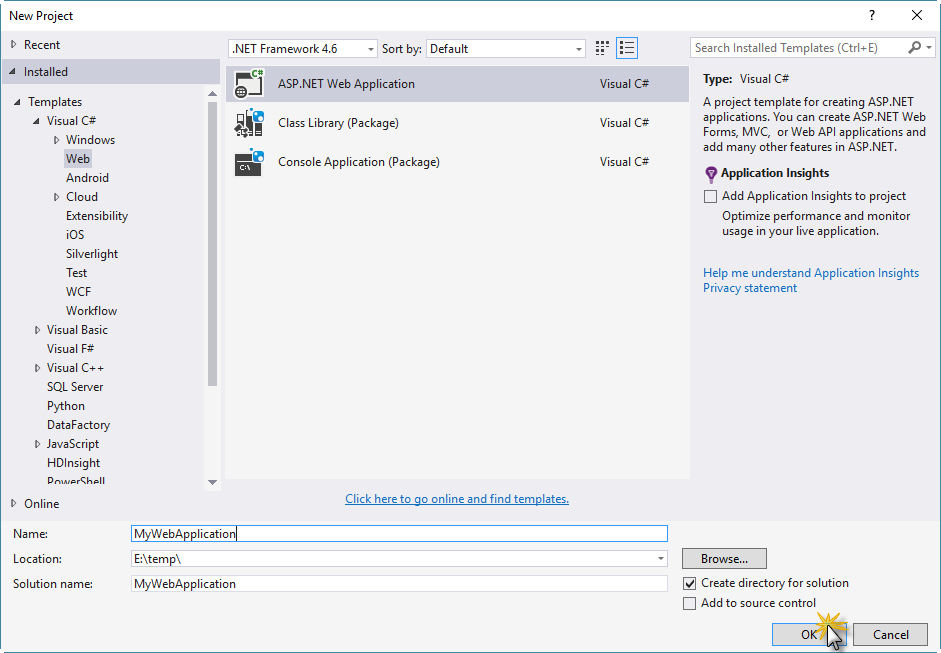 New Project
? 
Recent
.NET Framework 4.6
Sort by:
Default
Search Installed Templates (Ctrl+E)
Installed
Templates
Visual C#
Windows
Web
Android
Cloud
Extensibility
iOS
Silverlight
Test
WCF
Workflow
Visual Basic
Visual F#
Visual C++
SQL Server
Python
DataFactory
JavaScript
HDInsight
PowerShell
Online
C#
ASP.NET Web Application
Visual C#
Class Library (Package)
Visual C#
C:\
Console Application (Package)
Visual C#
Click here to go online and find templates.
Type: Visual C#
A project template for creating ASP.NET
applications. You can create ASP.NET Web
Forms, MVC, or Web API applications and
add many other features in ASP.NET.
Application Insights
Add Application Insights to project
Optimize performance and monitor
usage in your live application.
Help me understand Application Insights
Privacy statement
Name:
MyWebApplication
Location:
E:\temp\
Browse...
Solution name:
MyWebApplication
Create directory for solution
Add to source control
OK
Cancel